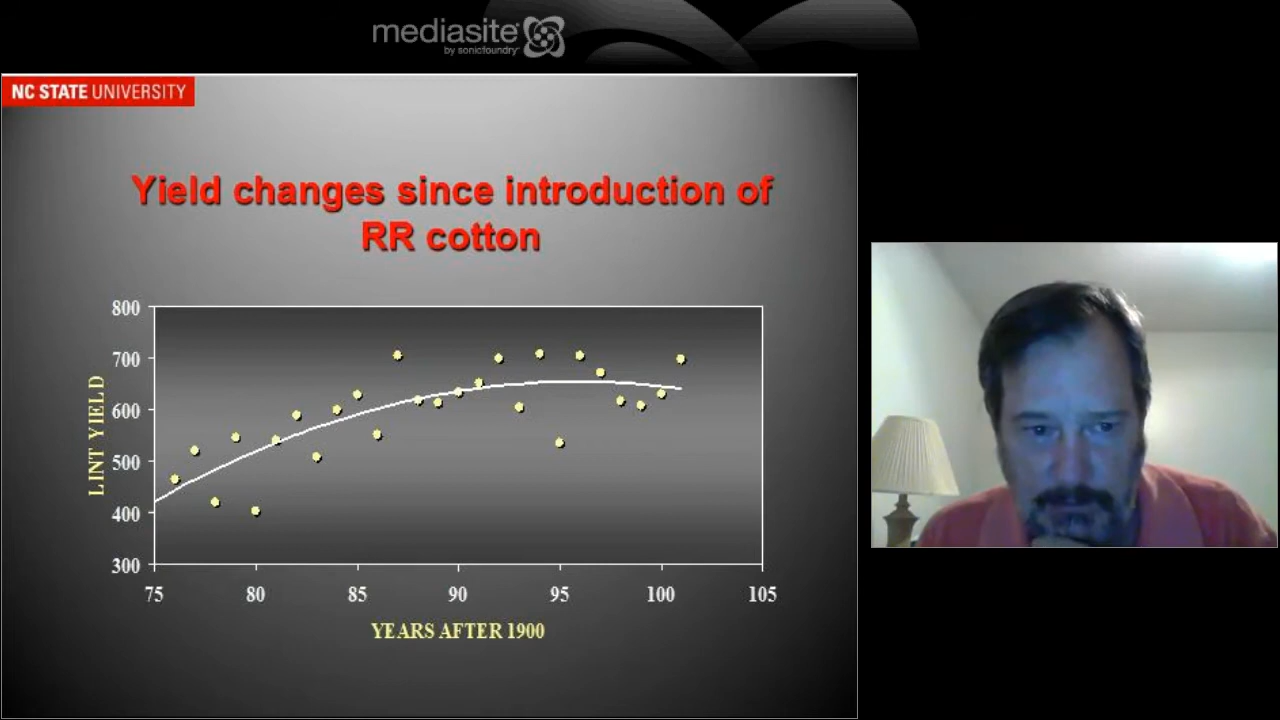 mediasite
by sonicfoundry
NC STATE UNIVERSITY
Yield changes since introduction of
RR cotton
800
700
600
500
400
300
LINT YIELD
75 80 85 90 95 100 105
YEARS AFTER 1900